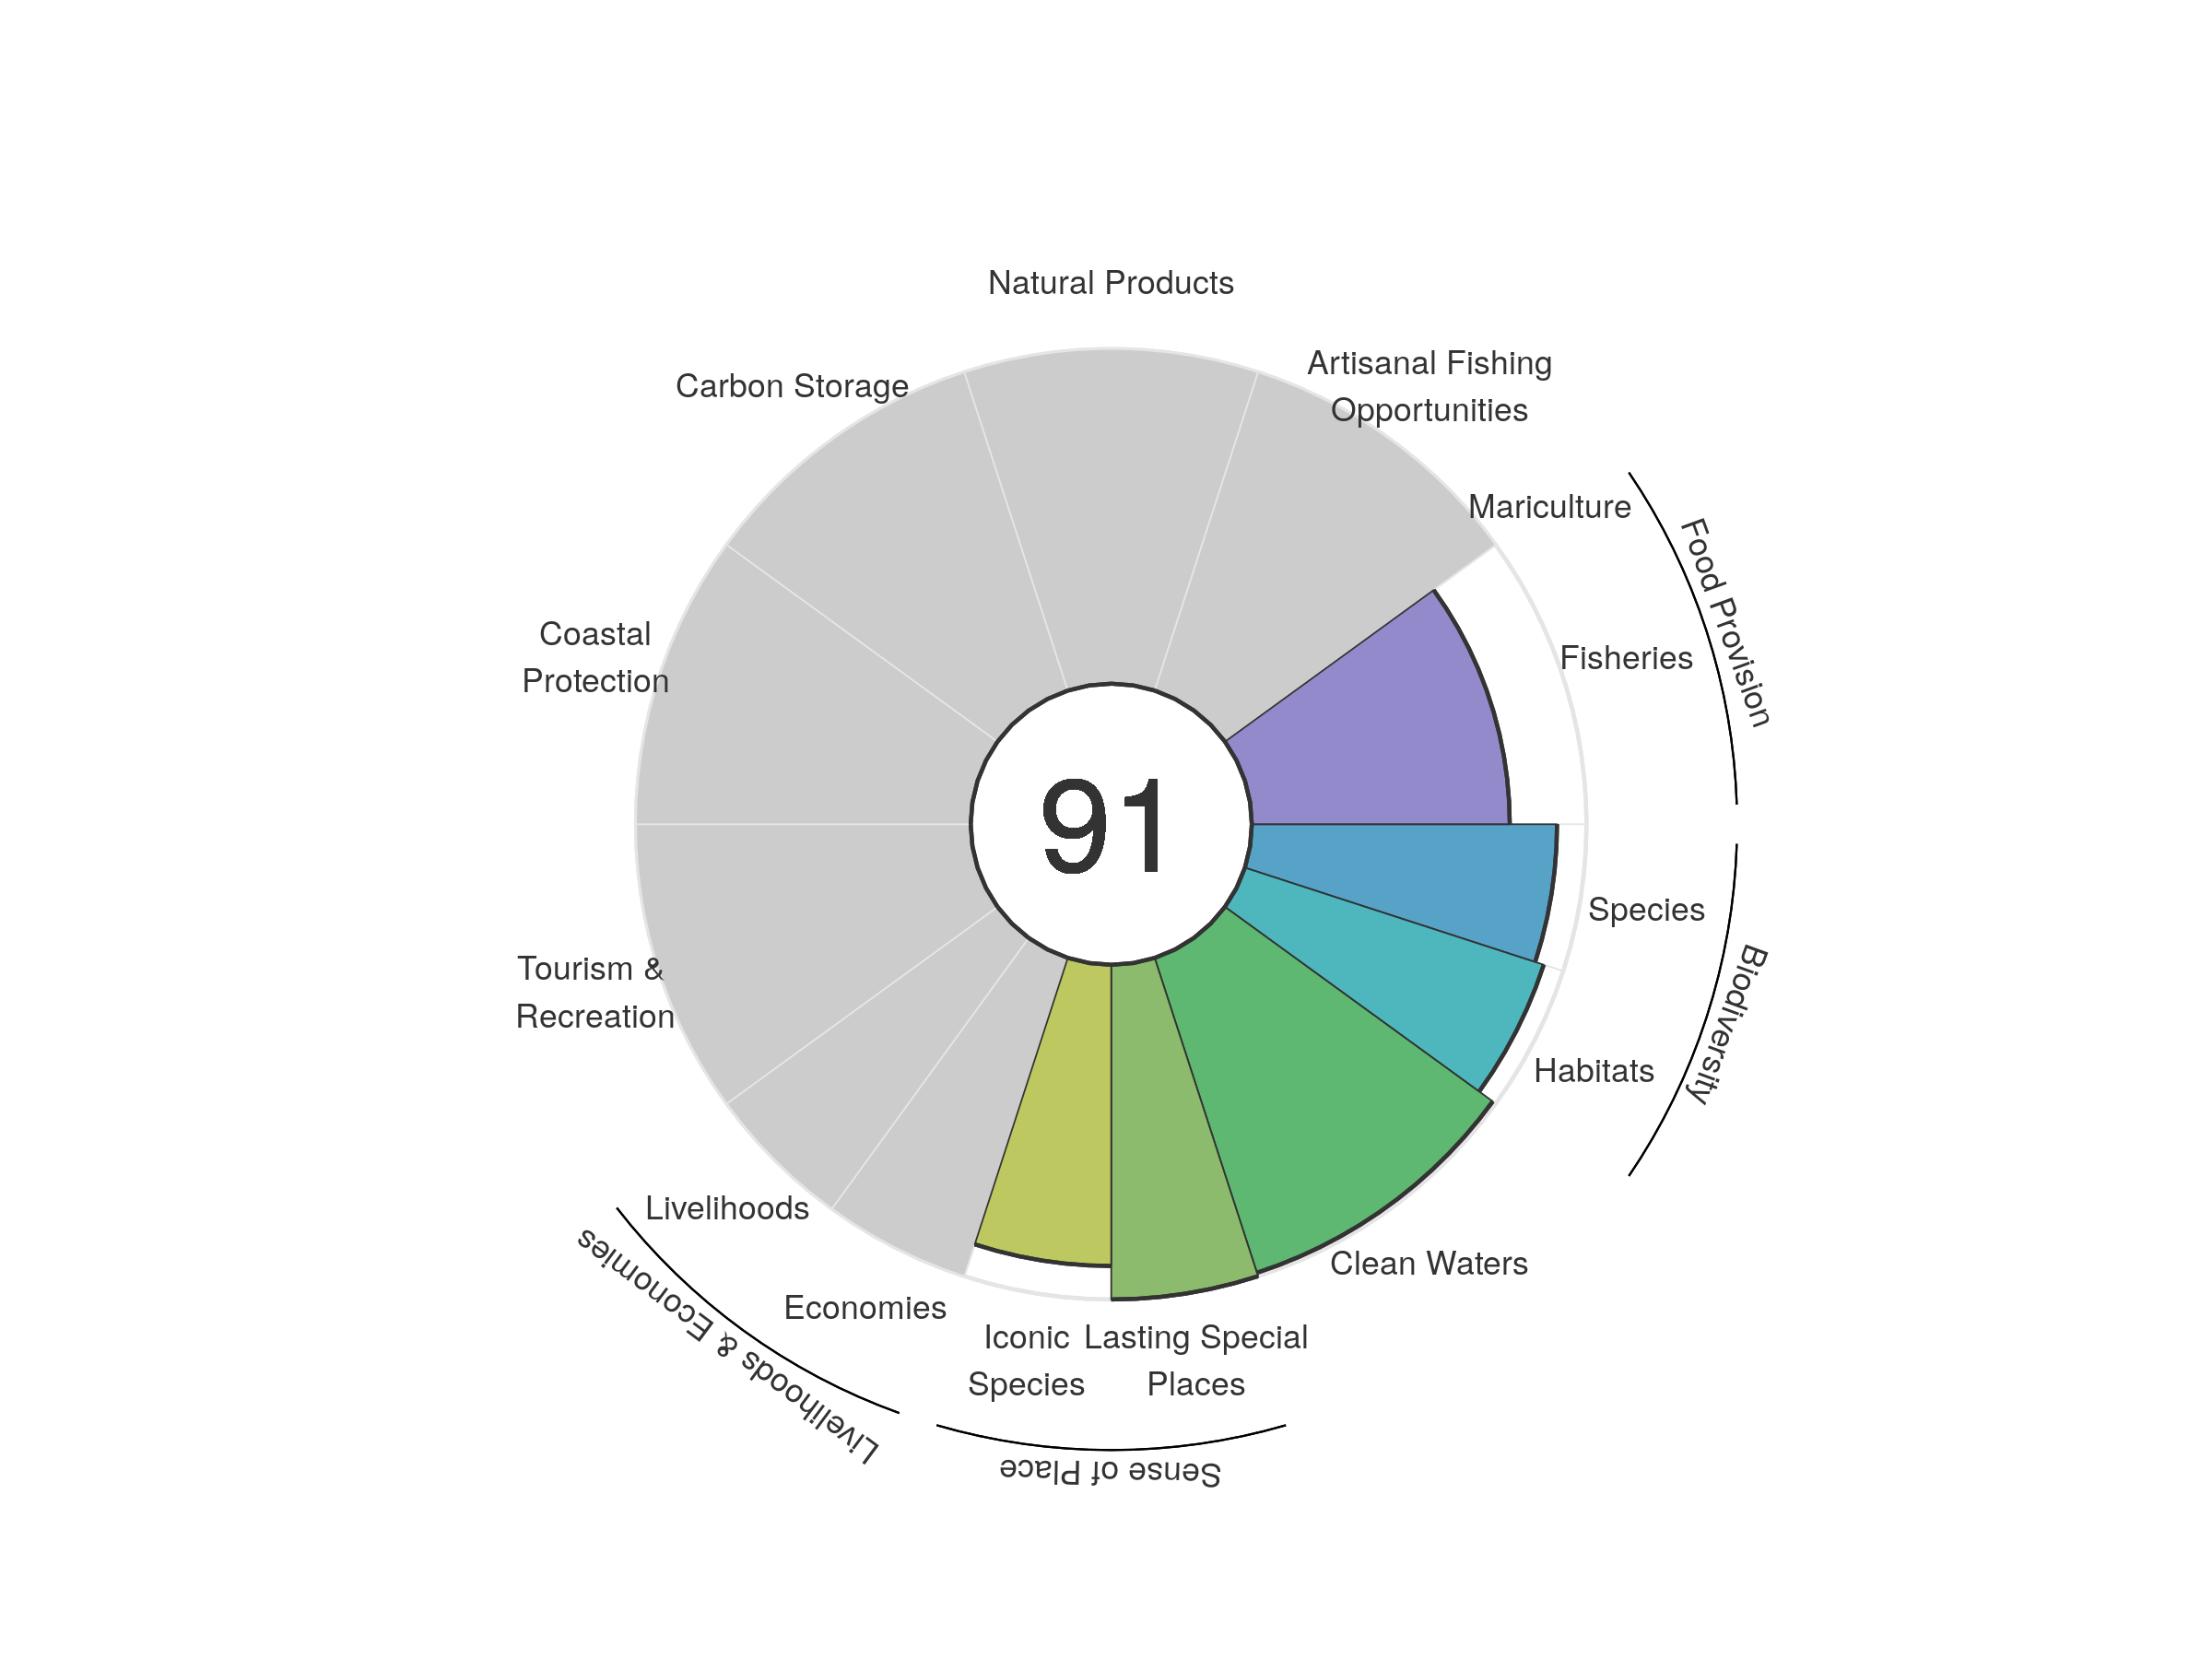 Natural Products
Artisanal Fishing
Opportunities
Carbon Storage
Mariculture
Food Provision
Fisheries
Coastal
Protection
91
Species
Biodiversity
Habitats
Tourism &
Recreation
Livelihoods
Clean Waters
Economies
Livelihoods & Economies
Iconic
Species
Lasting Special
Places
Sense of Place